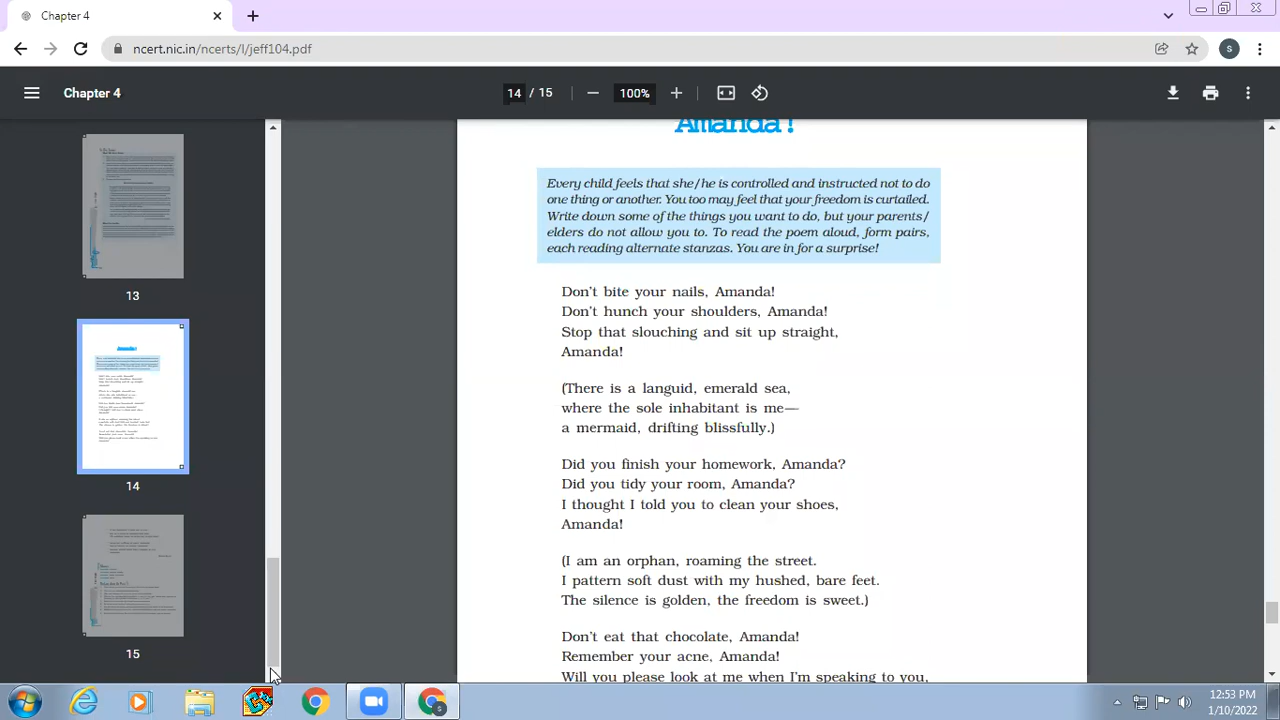 Chapter 4
ncert.nic.in/ncerts/l/jeff104.pdf
S
Chapter 4
14 / 15
100%
Amanda!
Every child feels that she/he is controlled and instructed not to do
one thing or another. You too may feel that your freedom is curtailed.
Write down some of the things you want to do, but your parents/
elders do not allow you to. To read the poem aloud, form pairs,
each reading alternate stanzas. You are in for a surprise!
Don't bite your nails, Amanda!
Don't hunch your shoulders, Amanda!
Stop that slouching and sit up straight,
Amanda!
(There is a languid, emerald sea,
where the sole inhabitant is me—
a mermaid, drifting blissfully.)
Did you finish your homework, Amanda?
Did you tidy your room, Amanda?
I thought I told you to clean your shoes,
Amanda!
(I am an orphan, roaming the street.
I pattern soft dust with my hushed, bare feet.
The silence is golden, the freedom is sweet.)
Don't eat that chocolate, Amanda!
Remember your acne, Amanda!
Will you please look at me when I'm speaking to you,
13
14
15
12:53 PM
1/10/2022